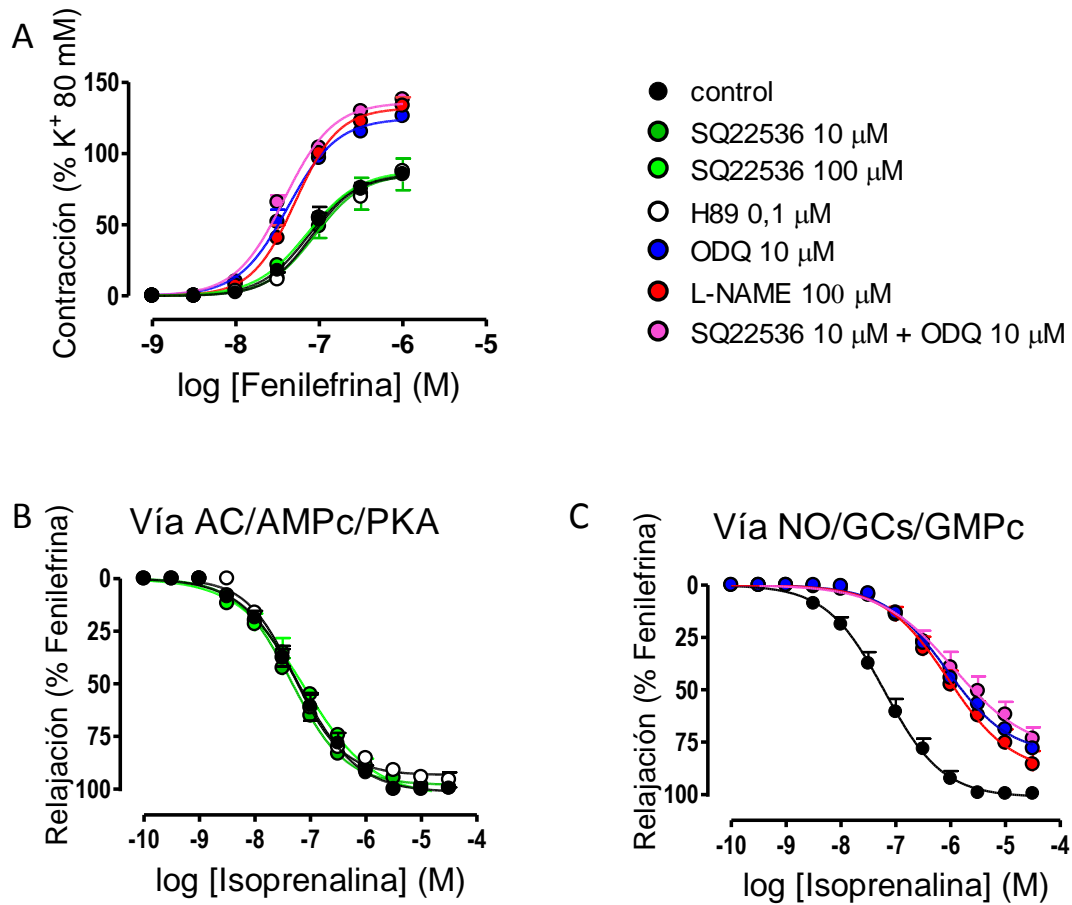 A
Contracción (% K⁺ 80 mM)
150
100
50
0
-9 -8 -7 -6 -5
log [Fenilefrina] (M)
control
SQ22536 10 μM
SQ22536 100 μM
H89 0,1 μM
ODQ 10 μM
L-NAME 100 μM
SQ22536 10 μM + ODQ 10 μM
B
Vía AC/AMPc/PKA
Relajación (% Fenilefrina)
0
25
50
75
100
-10 -9 -8 -7 -6 -5 -4
log [Isoprenalina] (M)
C
Vía NO/GCs/GMPc
Relajación (% Fenilefrina)
0
25
50
75
100
-10 -9 -8 -7 -6 -5 -4
log [Isoprenalina] (M)